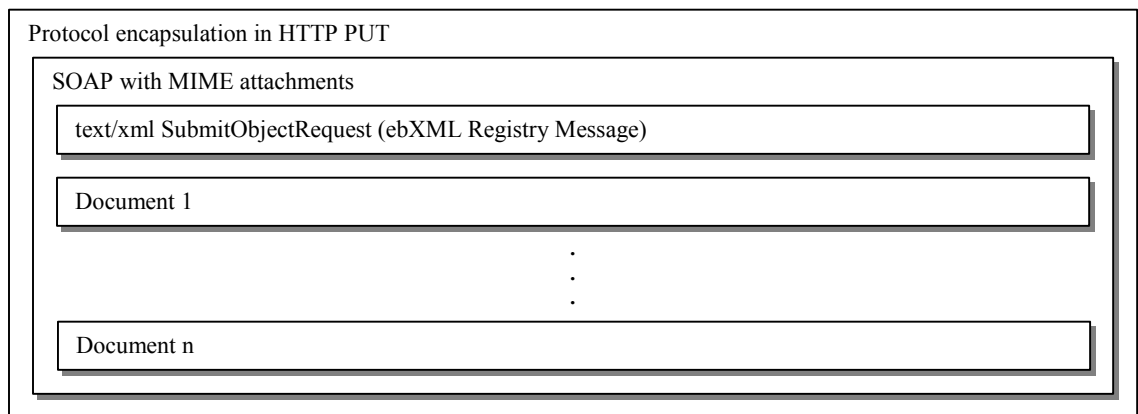 Protocol encapsulation in HTTP PUT
SOAP with MIME attachments
text/xml SubmitObjectRequest (ebXML Registry Message)
Document 1
.
.
.
Document n